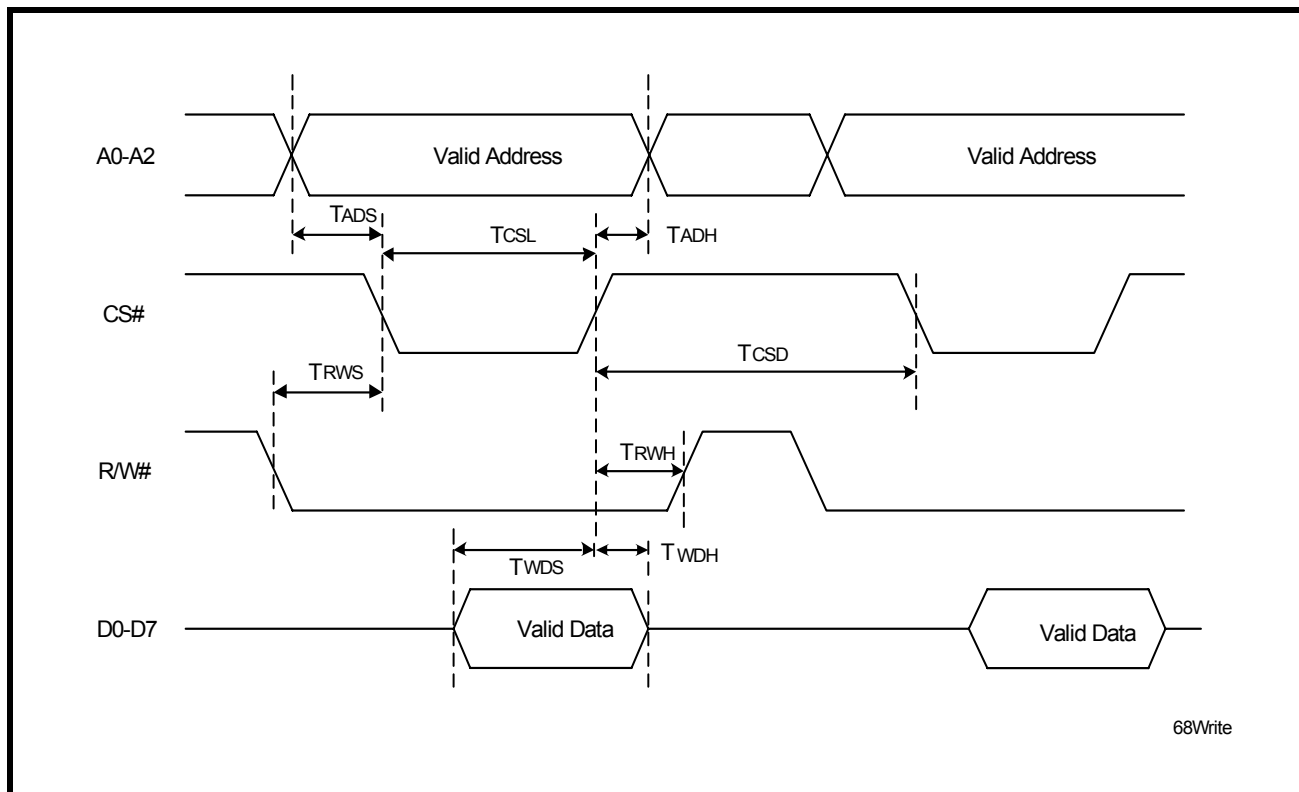 A0-A2
Valid Address
Valid Address
TADS
TCSL
TADH
CS#
TCSD
TRWS
TRWH
R/W#
TWDS
TWDH
D0-D7
Valid Data
Valid Data
68Write